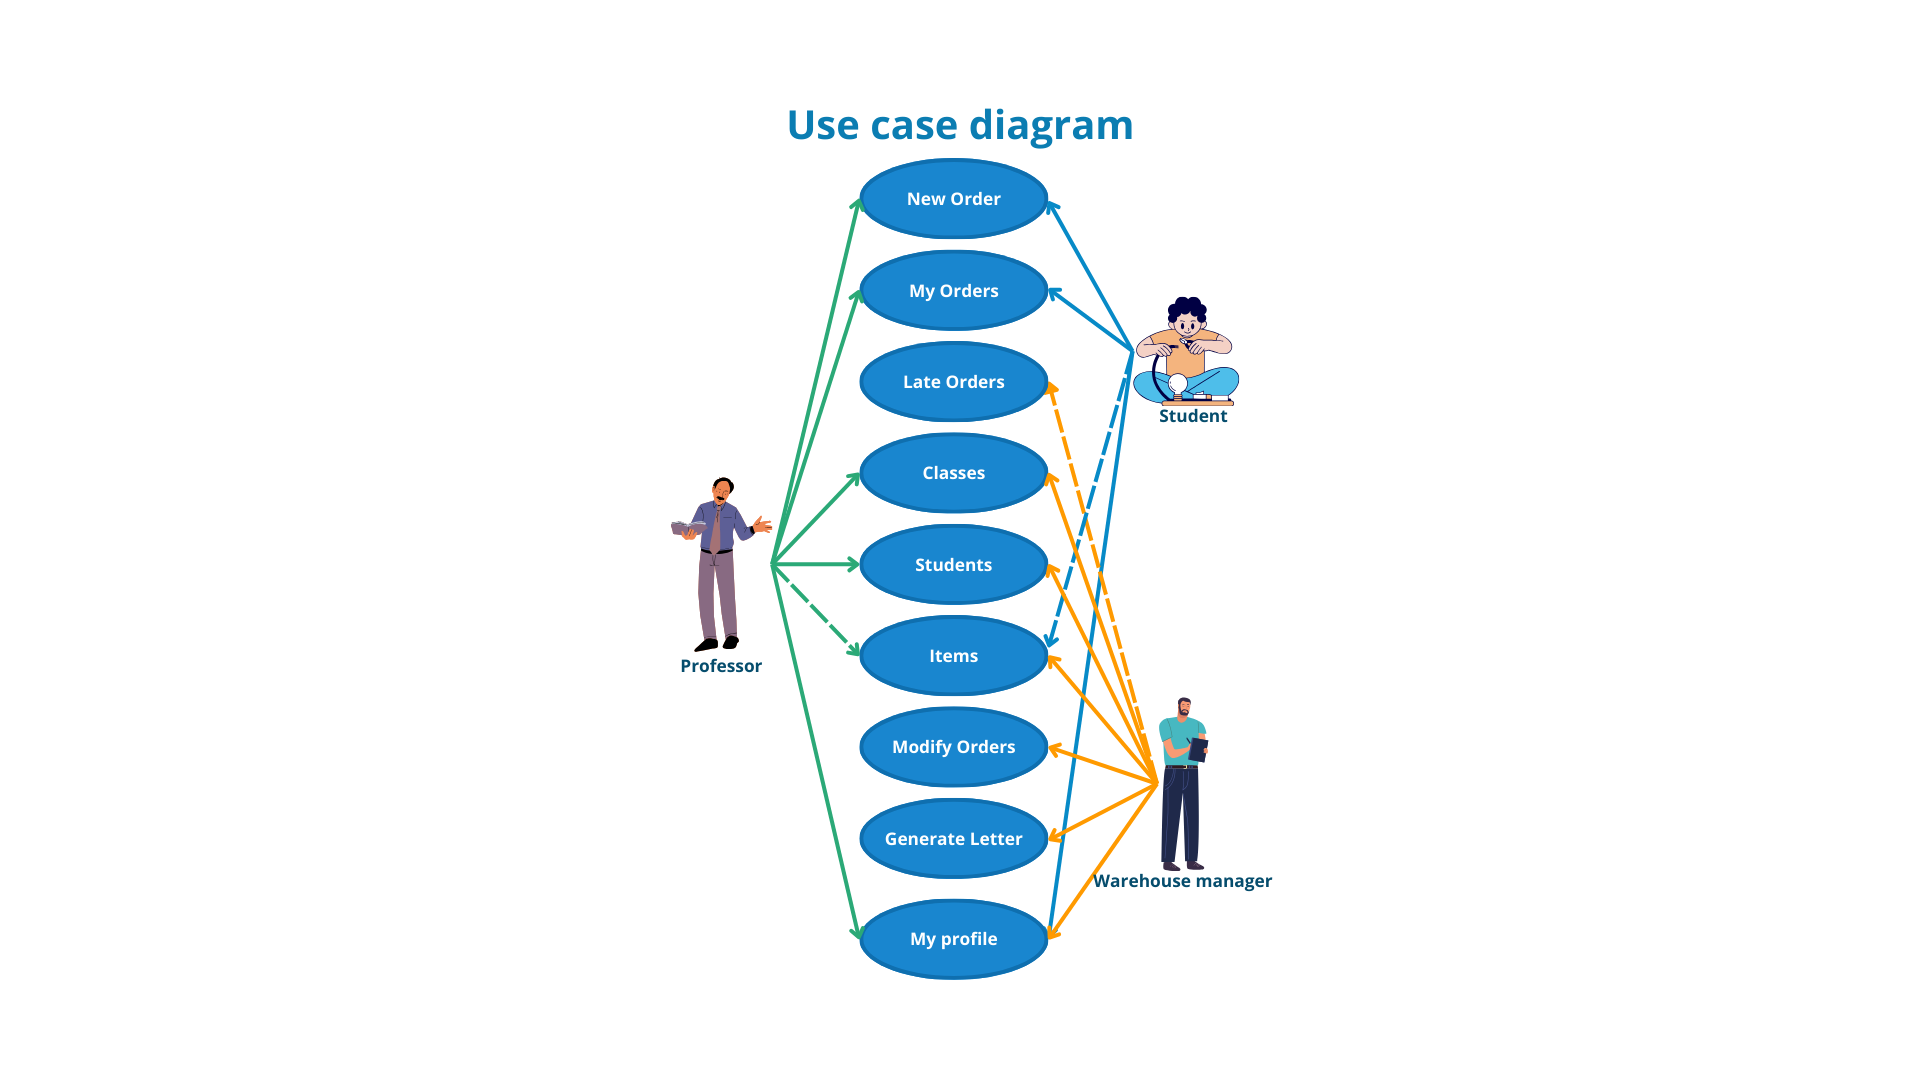 Use case diagram
New Order
My Orders
Late Orders
Student
Classes
Students
Items
Professor
Modify Orders
Generate Letter
Warehouse manager
My profile